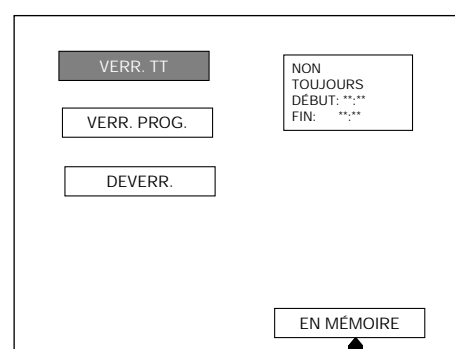 VERR. TT
VERR. PROG.
DEVERR.
NON
TOUJOURS
DÉBUT: **:**
FIN: **:**
EN MÉMOIRE